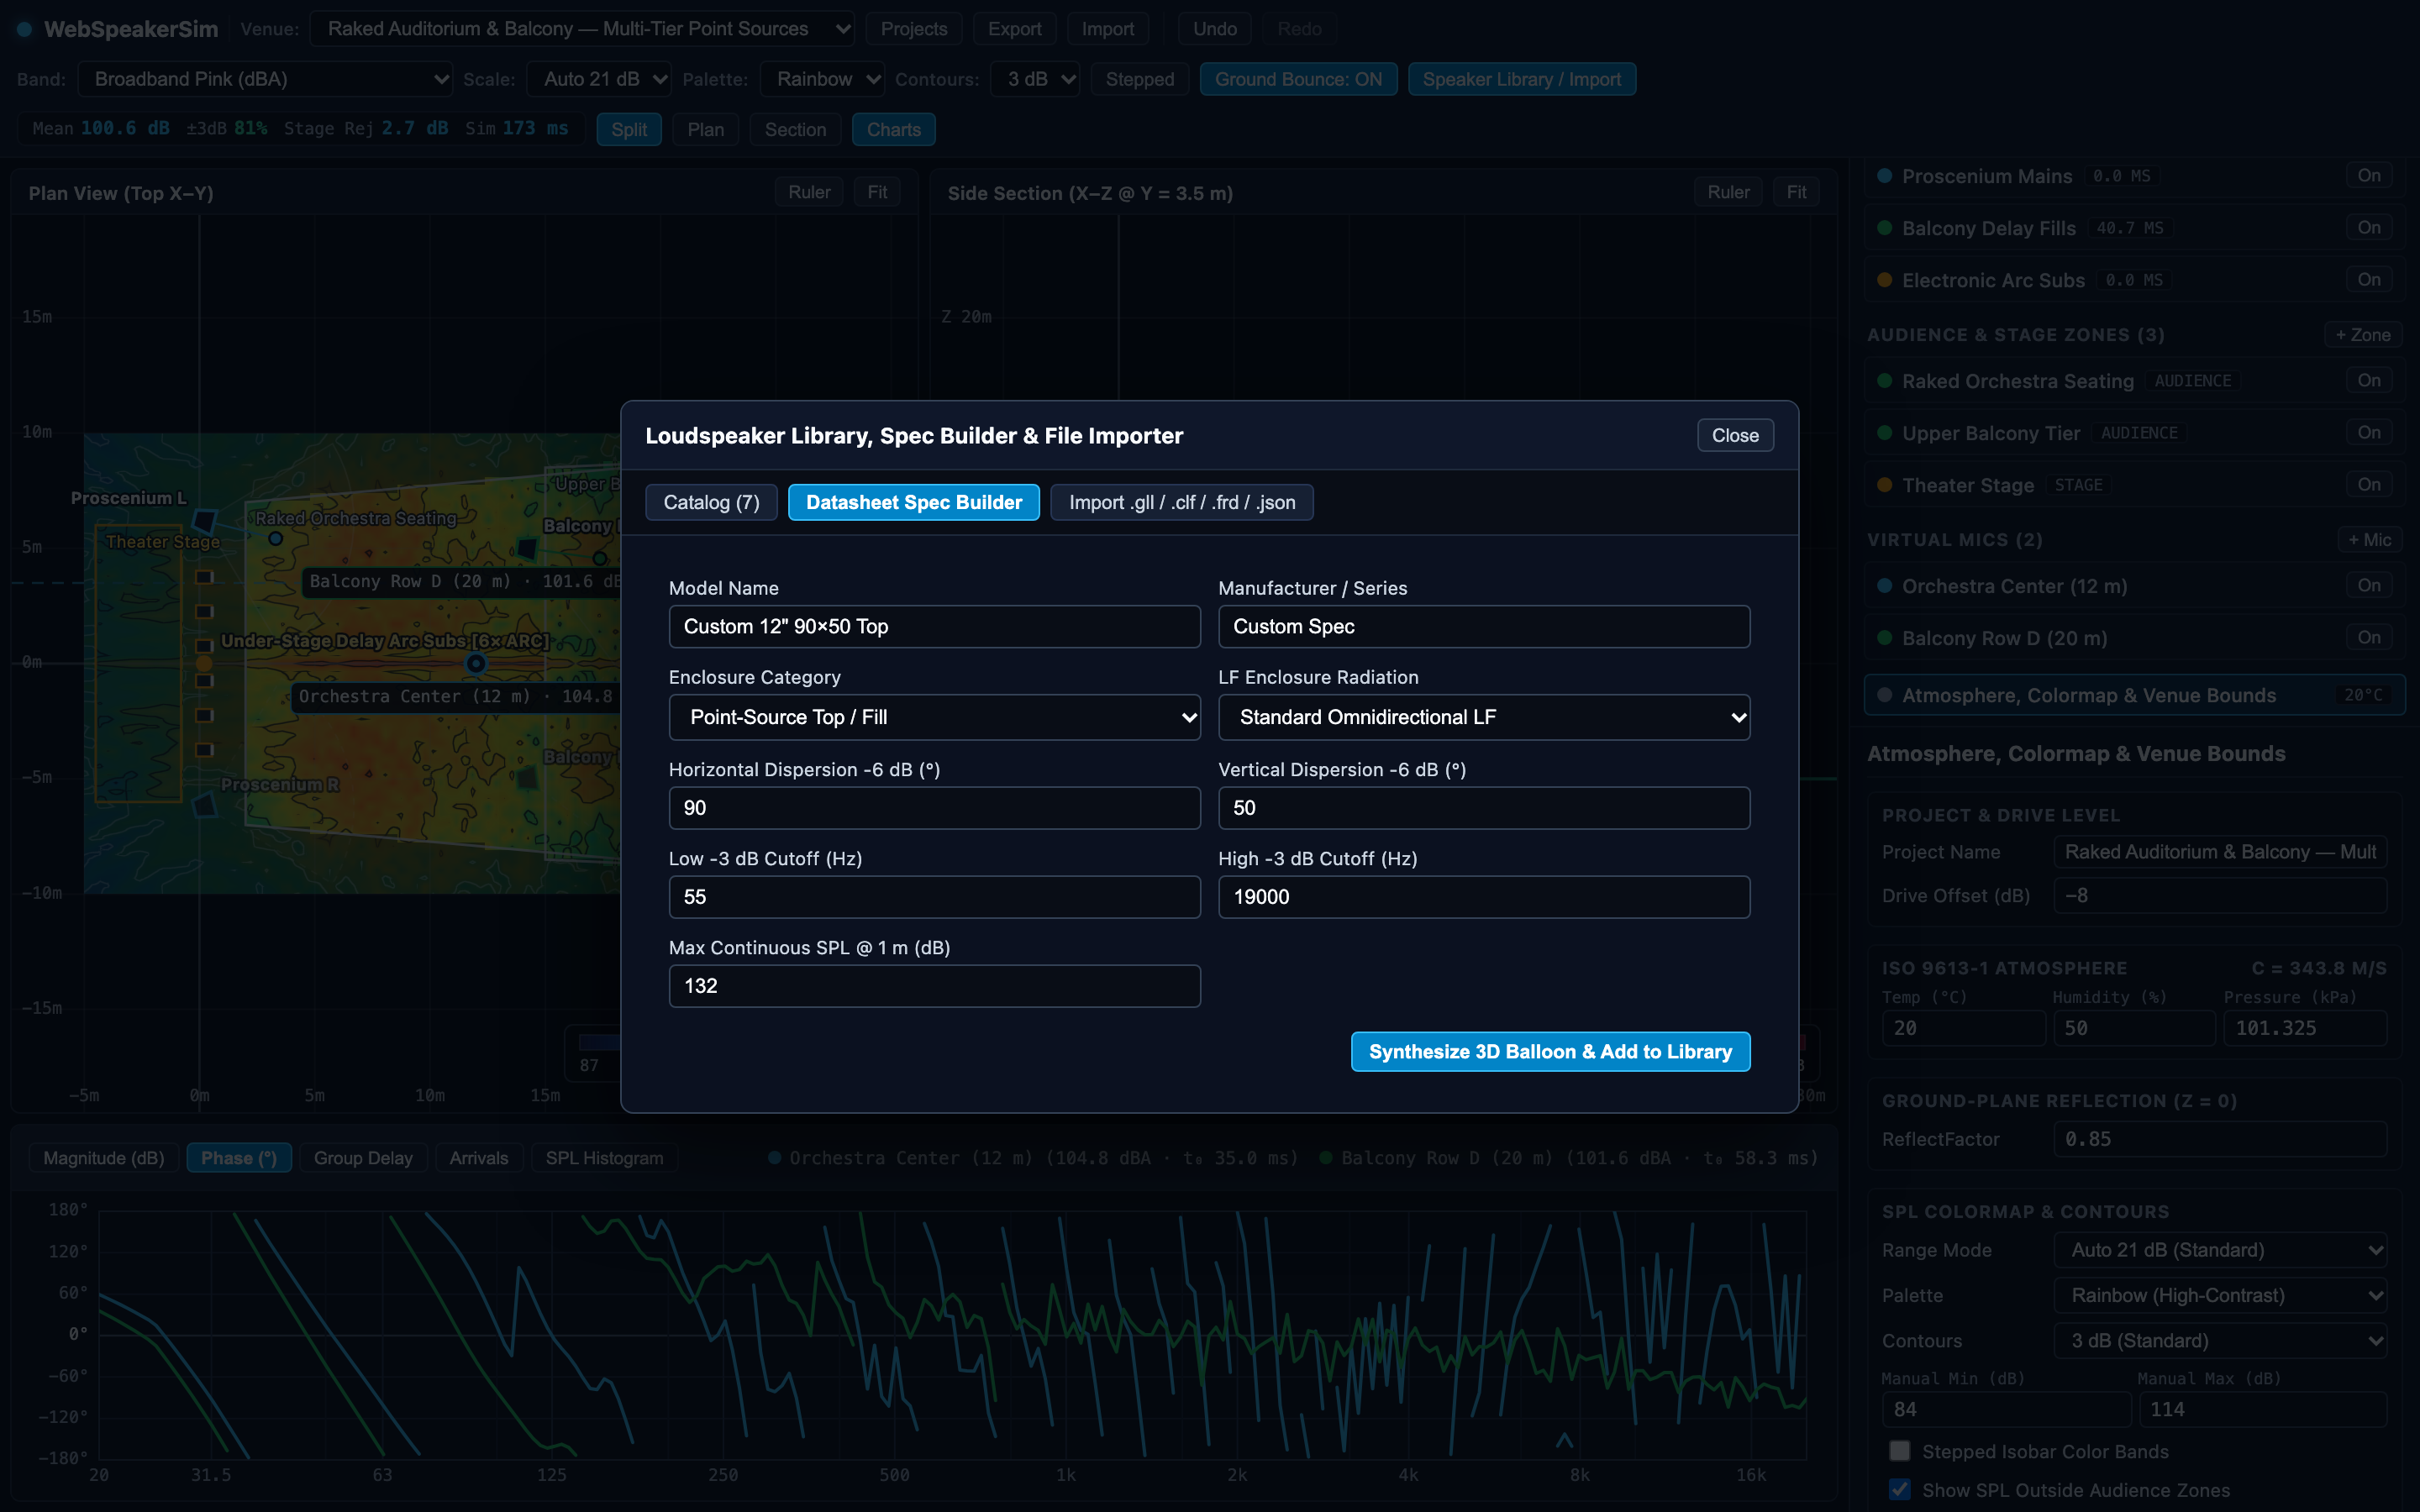 WebSpeakerSim Venue: Raked Auditorium & Balcony — Multi-Tier Point Sources Projects Export Import Undo Redo
Band: Broadband Pink (dBA) Scale: Auto 21 dB Palette: Rainbow Contours: 3 dB Stepped Ground Bounce: ON Speaker Library / Import
Mean 100.6 dB ±3dB 81% Stage Rej 2.7 dB Sim 173 ms Split Plan Section Charts
Plan View (Top X–Y) Ruler Fit
15m
10m
5m
0m
−5m
−10m
−15m
Proscenium L
Theater Stage
Raked Orchestra Seating
Upper B
Balcony
Balcony Row D (20 m) · 101.6 dB
Under-Stage Delay Arc Subs [6× ARC]
Orchestra Center (12 m) · 104.8
Balcony
Proscenium R
87
−5m 0m 5m 10m 15m
Side Section (X–Z @ Y = 3.5 m) Ruler Fit
Z 20m
30m
Loudspeaker Library, Spec Builder & File Importer Close
Catalog (7) Datasheet Spec Builder Import .gll / .clf / .frd / .json
Model Name Manufacturer / Series
Custom 12" 90×50 Top Custom Spec
Enclosure Category LF Enclosure Radiation
Point-Source Top / Fill Standard Omnidirectional LF
Horizontal Dispersion -6 dB (°) Vertical Dispersion -6 dB (°)
90 50
Low -3 dB Cutoff (Hz) High -3 dB Cutoff (Hz)
55 19000
Max Continuous SPL @ 1 m (dB)
132
Synthesize 3D Balloon & Add to Library
Magnitude (dB) Phase (°) Group Delay Arrivals SPL Histogram Orchestra Center (12 m) (104.8 dBA · t₀ 35.0 ms) Balcony Row D (20 m) (101.6 dBA · t₀ 58.3 ms)
180°
120°
60°
0°
−60°
−120°
−180°
20 31.5 63 125 250 500 1k 2k 4k 8k 16k
Proscenium Mains 0.0 MS On
Balcony Delay Fills 40.7 MS On
Electronic Arc Subs 0.0 MS On
AUDIENCE & STAGE ZONES (3) + Zone
Raked Orchestra Seating AUDIENCE On
Upper Balcony Tier AUDIENCE On
Theater Stage STAGE On
VIRTUAL MICS (2) + Mic
Orchestra Center (12 m) On
Balcony Row D (20 m) On
Atmosphere, Colormap & Venue Bounds 20°C
Atmosphere, Colormap & Venue Bounds
PROJECT & DRIVE LEVEL
Project Name Raked Auditorium & Balcony — Mult
Drive Offset (dB) −8
ISO 9613-1 ATMOSPHERE C = 343.8 M/S
Temp (°C) Humidity (%) Pressure (kPa)
20 50 101.325
GROUND-PLANE REFLECTION (Z = 0)
ReflectFactor 0.85
SPL COLORMAP & CONTOURS
Range Mode Auto 21 dB (Standard)
Palette Rainbow (High-Contrast)
Contours 3 dB (Standard)
Manual Min (dB) Manual Max (dB)
84 114
Stepped Isobar Color Bands
Show SPL Outside Audience Zones